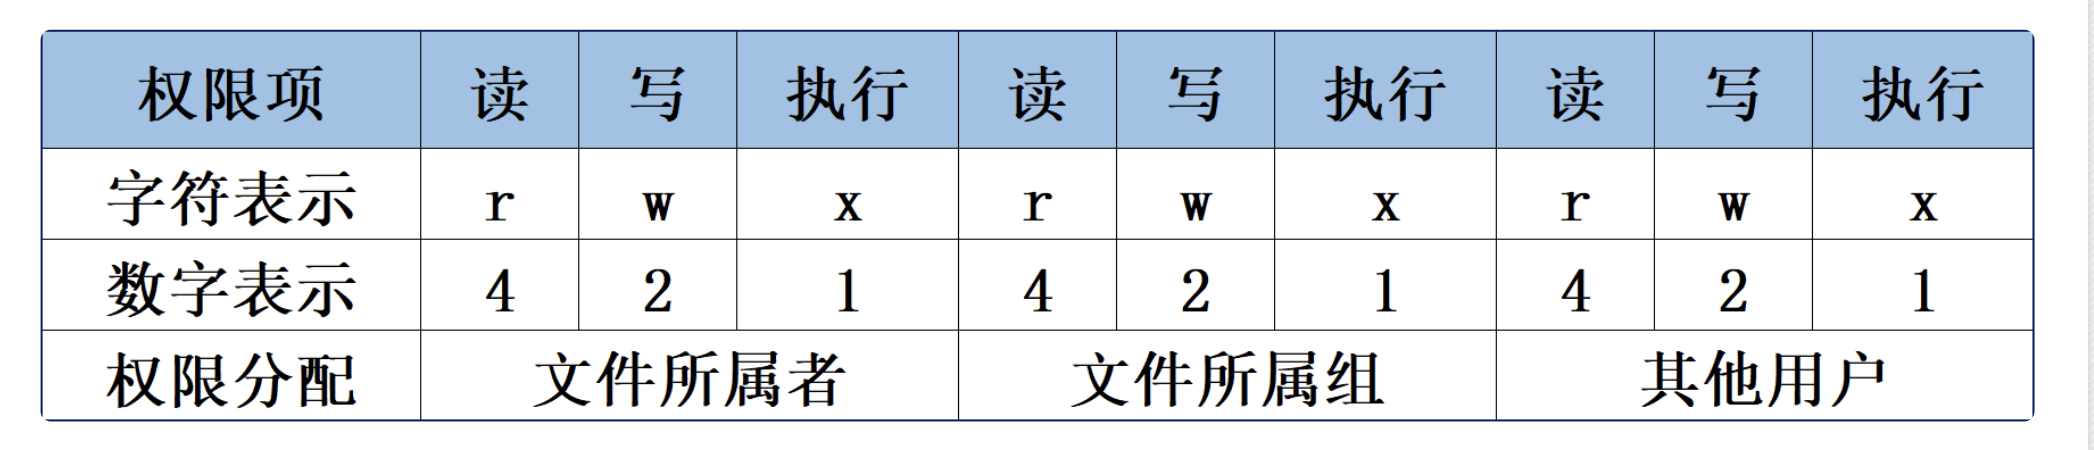 权限项 读 写 执行 读 写 执行 读 写 执行
字符表示 r w x r w x r w x
数字表示 4 2 1 4 2 1 4 2 1
权限分配 文件所属者 文件所属组 其他用户